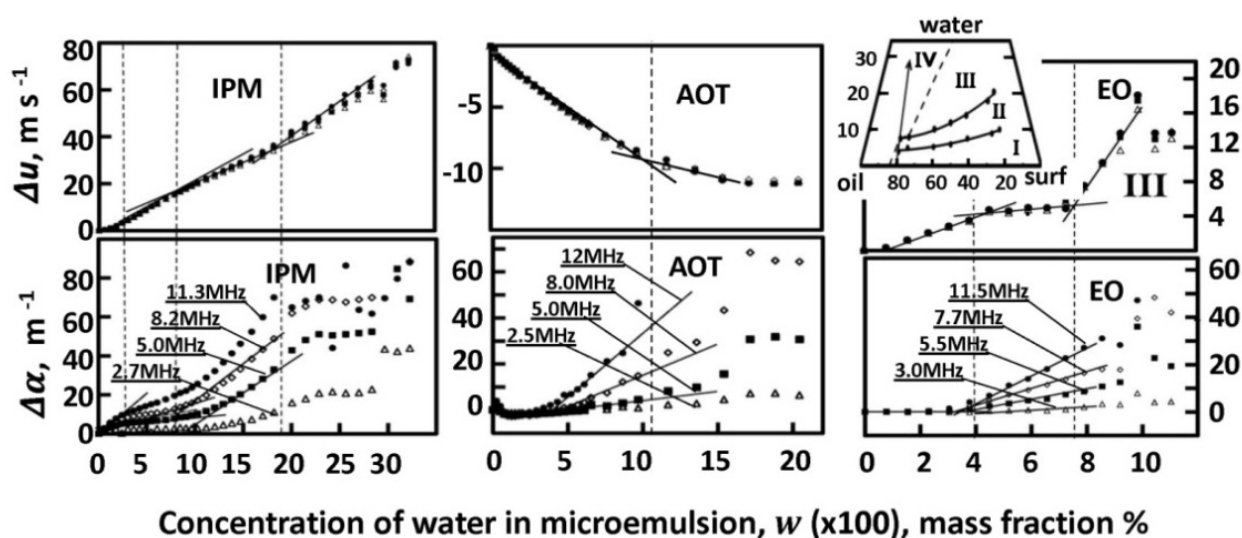 water
80
60
40
20
0
Δu, m s⁻¹
IPM
-5
-10
AOT
30
20
10
IV
III
II
I
oil 80 60 40 20 surf
EO
20
16
12
8
4
III
80
60
40
20
0
Δα, m⁻¹
IPM
11.3MHz
8.2MHz
5.0MHz
2.7MHz
60
40
20
0
12MHz
AOT
8.0MHz
5.0MHz
2.5MHz
EO
11.5MHz
7.7MHz
5.5MHz
3.0MHz
60
40
20
0
0 5 10 15 20 25 30
0 5 10 15 20
0 2 4 6 8 10
Concentration of water in microemulsion, w (x100), mass fraction %